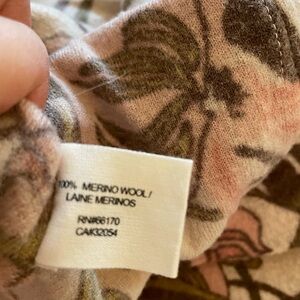 100% MERINO WOOL /
LAINE MERINOS
RN#66170
CA#32054